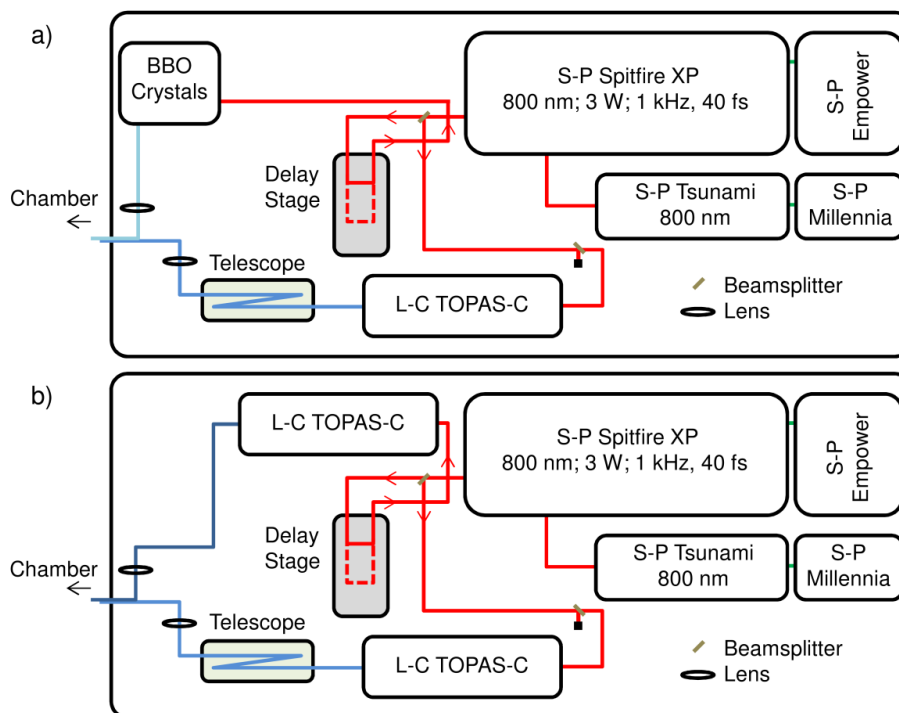 a)
BBO
Crystals
S-P Spitfire XP
800 nm; 3 W; 1 kHz, 40 fs
S-P
Empower
Delay
Stage
S-P Tsunami
800 nm
S-P
Millennia
Chamber
Telescope
L-C TOPAS-C
Beamsplitter
Lens
b)
L-C TOPAS-C
S-P Spitfire XP
800 nm; 3 W; 1 kHz, 40 fs
S-P
Empower
Delay
Stage
S-P Tsunami
800 nm
S-P
Millennia
Chamber
Telescope
L-C TOPAS-C
Beamsplitter
Lens